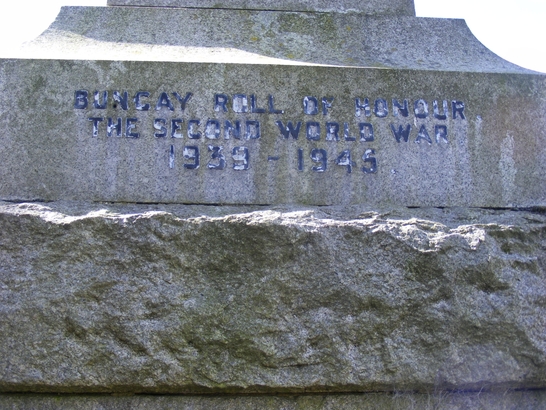 BUNGAY ROLL OF HONOUR
THE SECOND WORLD WAR
1939 - 1945